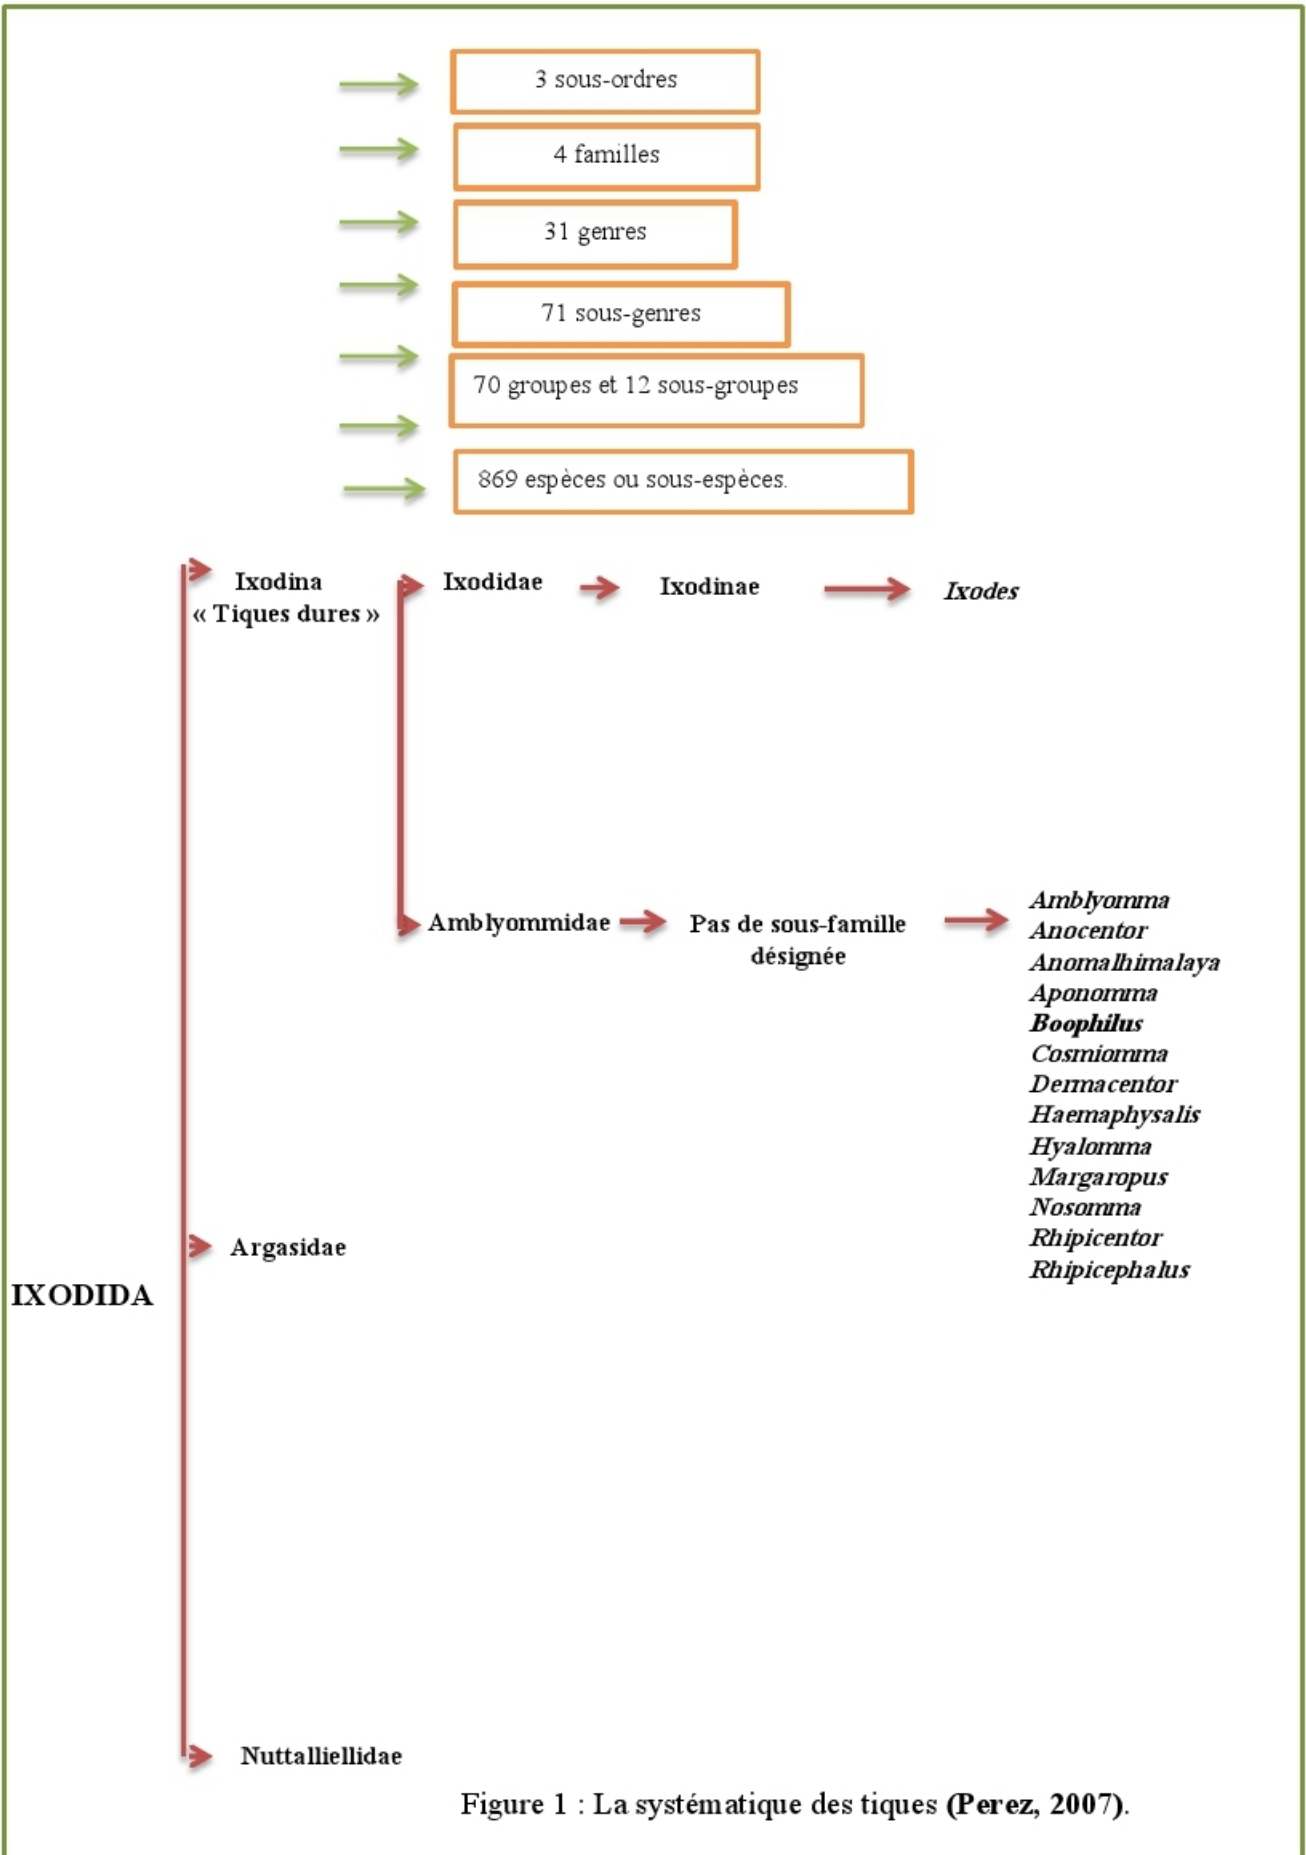 3 sous-ordres
4 familles
31 genres
71 sous-genres
70 groupes et 12 sous-groupes
869 espèces ou sous-espèces.
Ixodina
« Tiques dures »
Ixodidae
Ixodinae
Ixodes
Amblyommidae
Pas de sous-famille
désignée
Amblyomma
Anocentor
Anomalhimalaya
Aponomma
Boophilus
Cosmiomma
Dermacentor
Haemaphysalis
Hyalomma
Margaropus
Nosomma
Rhipicentor
Rhipicephalus
Argasidae
IXODIDA
Nuttalliellidae
Figure 1 : La systématique des tiques (Perez, 2007).